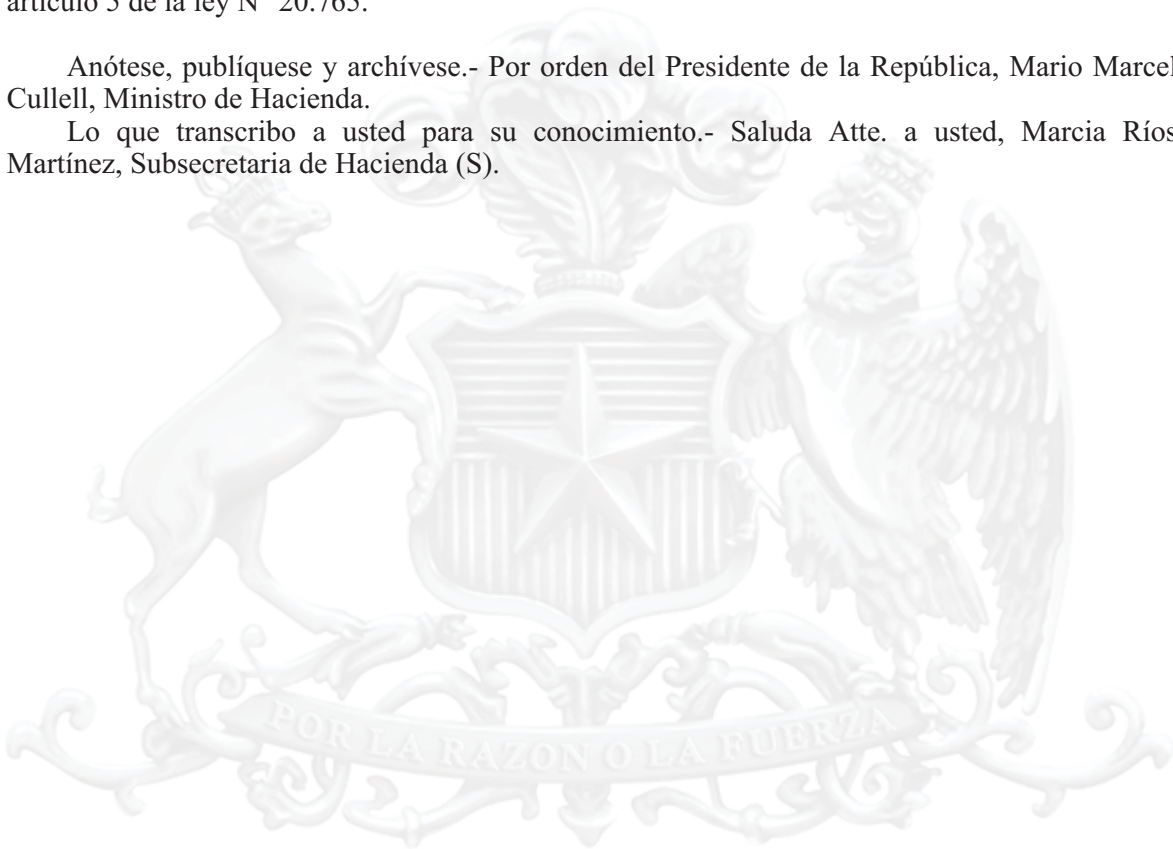 artículo 5 de la ley N° 20.765.
Anótese, publíquese y archívese.- Por orden del Presidente de la República, Mario Marcel
Cullell, Ministro de Hacienda.
Lo que transcribo a usted para su conocimiento.- Saluda Atte. a usted, Marcia Ríos
Martínez, Subsecretaria de Hacienda (S).
POR LA RAZON O LA FUERZA